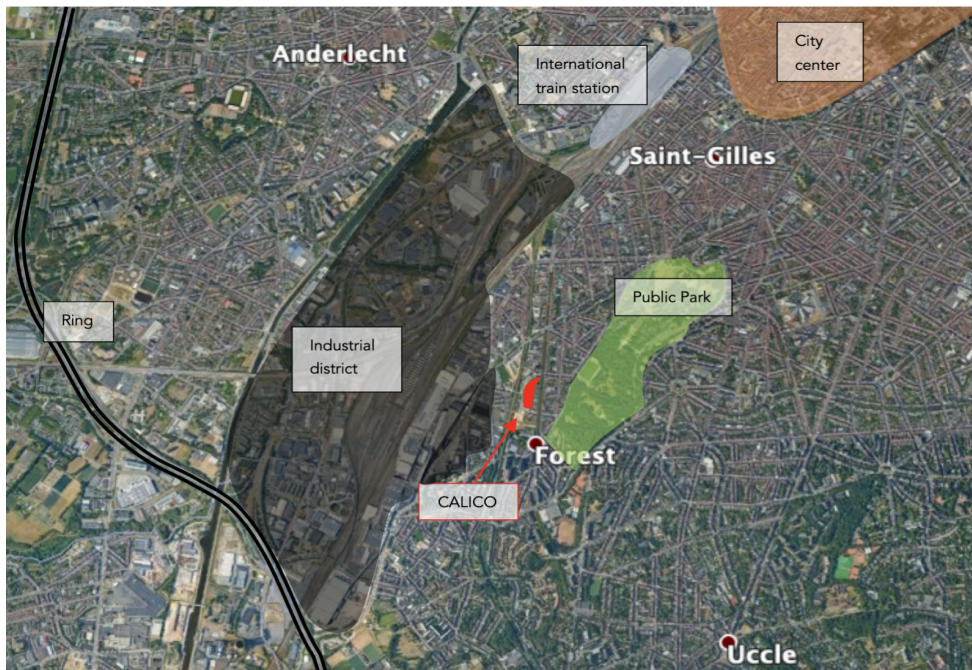 City
center
Anderlecht
International
train station
Saint-Gilles
Public Park
Ring
Industrial
district
Forest
CALICO
Uccle